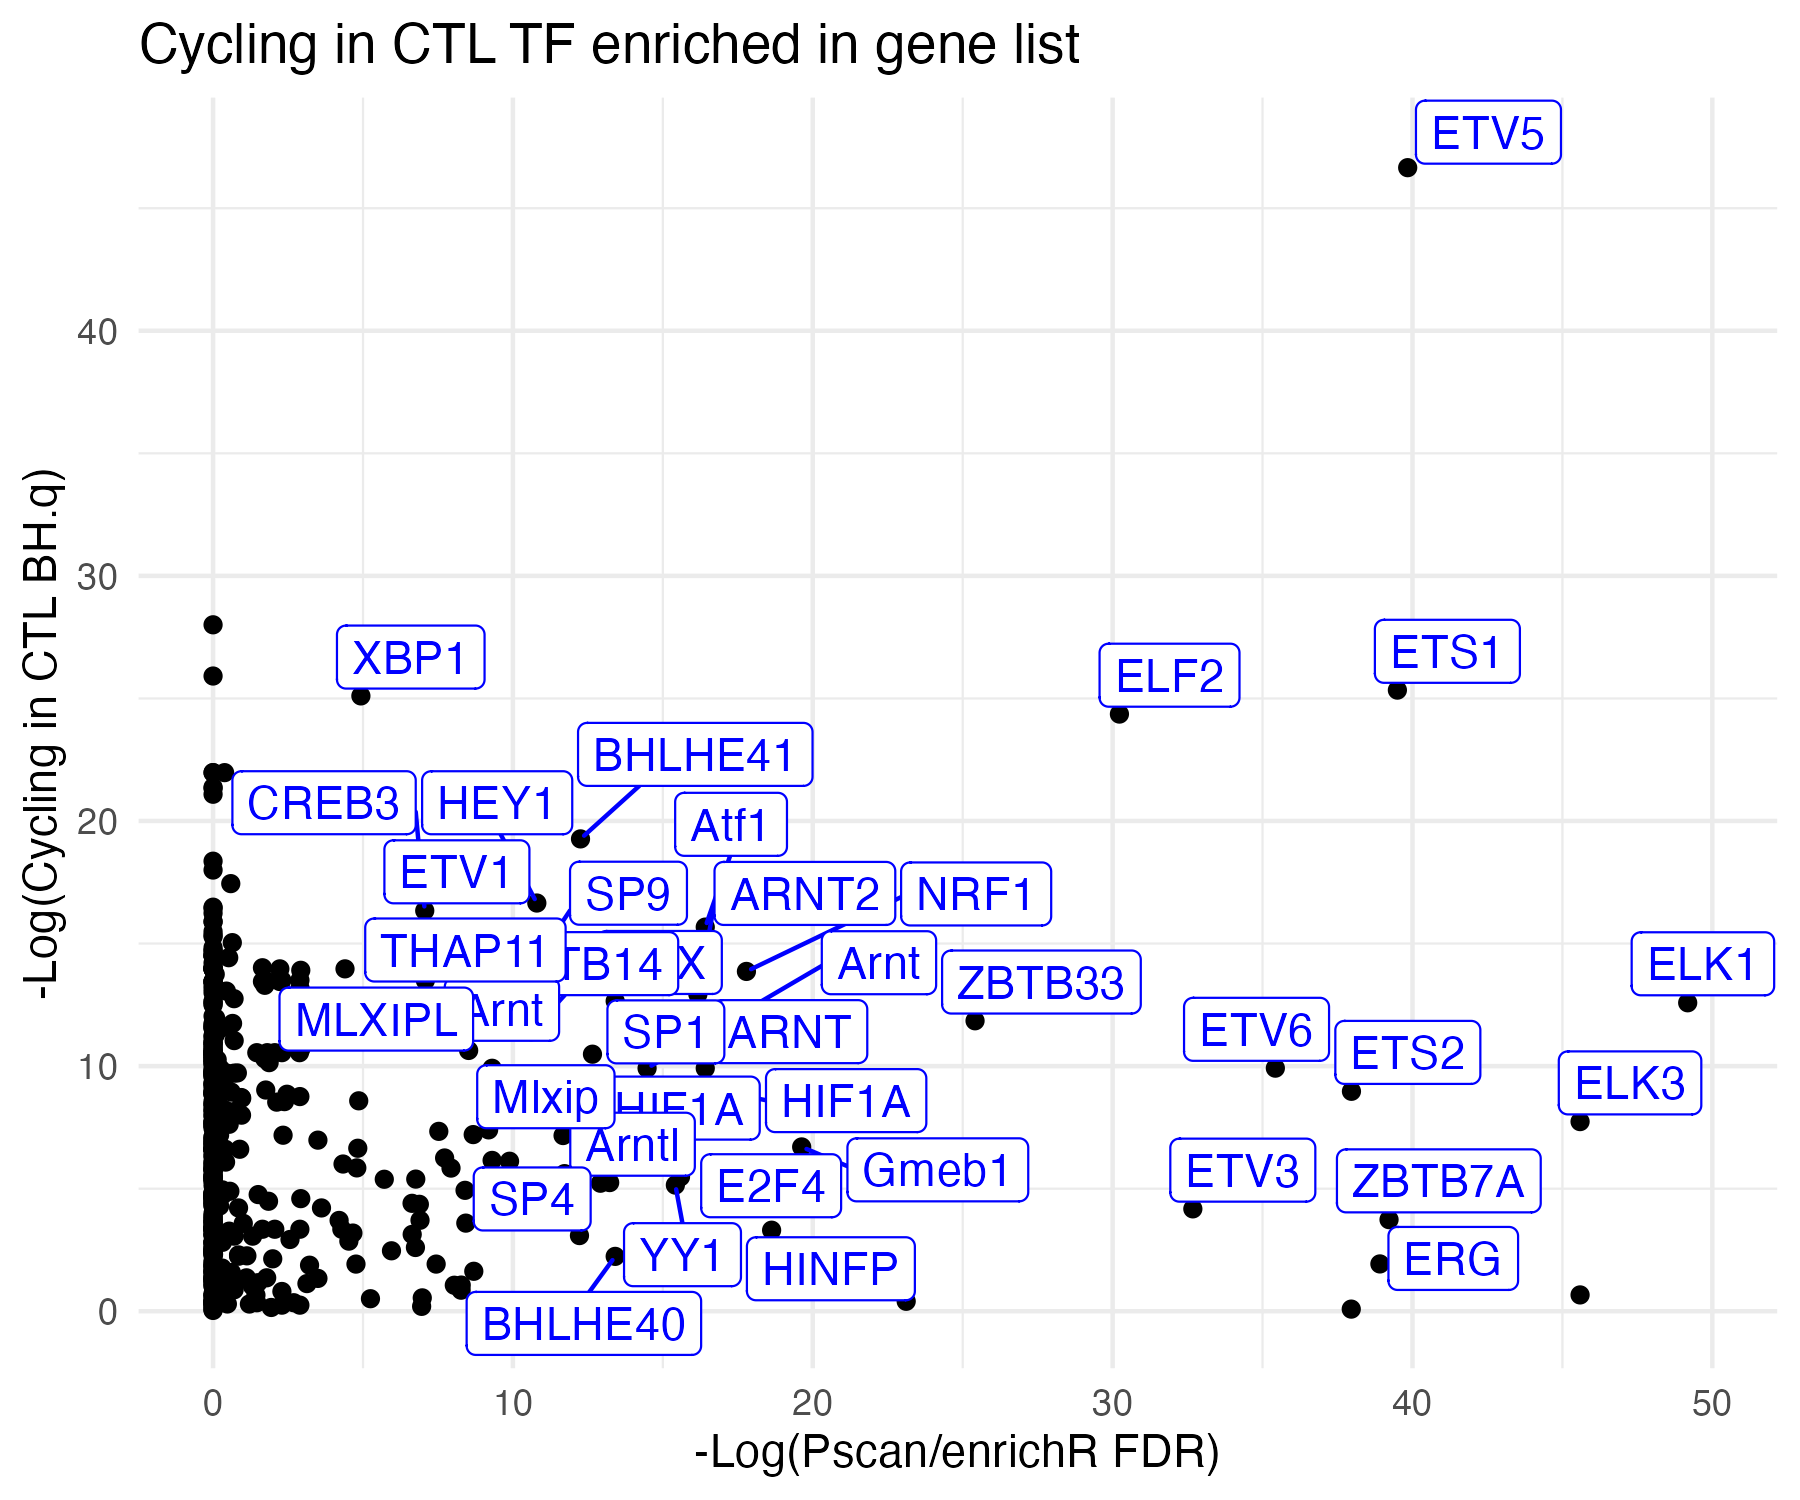 Cycling in CTL TF enriched in gene list
-Log(Cycling in CTL BH.q)
40
30
20
10
0
ETV5
XBP1
ELF2
ETS1
BHLHE41
CREB3
HEY1
Atf1
ETV1
SP9
ARNT2
NRF1
THAP11
TB14
X
Arnt
ZBTB33
ELK1
MLXIPL
Arnt
SP1
ARNT
ETV6
ETS2
ELK3
Mlxip
HIF1A
HIF1A
Arntl
Gmeb1
ETV3
ZBTB7A
SP4
E2F4
YY1
HINFP
ERG
BHLHE40
0
10
20
30
40
50
-Log(Pscan/enrichR FDR)